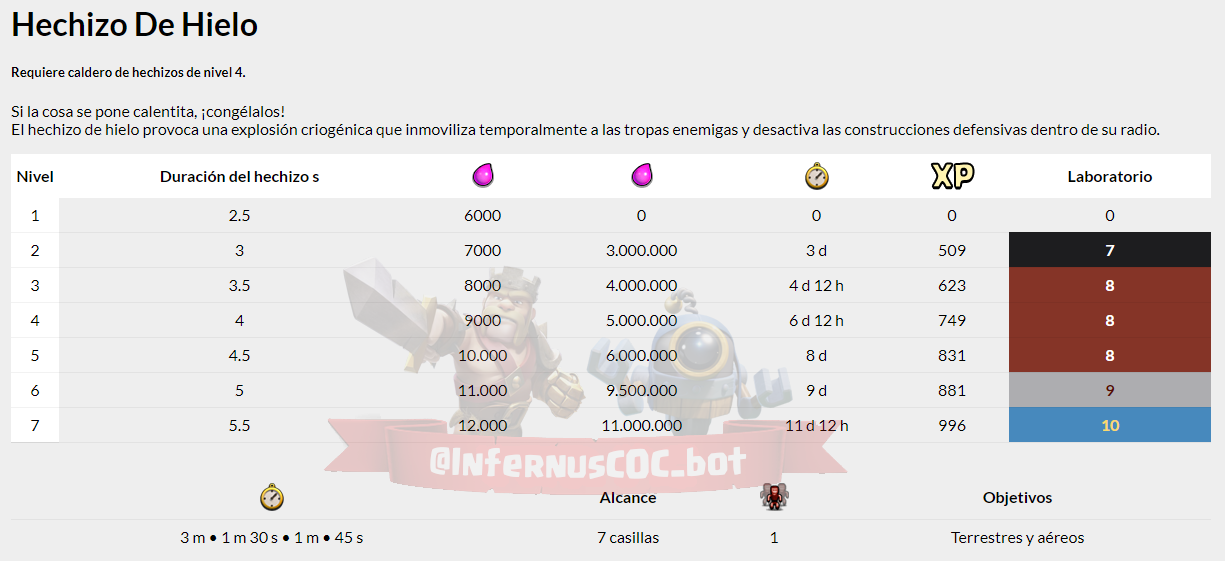 Hechizo De Hielo
Requiere caldero de hechizos de nivel 4.
Si la cosa se pone calentita, ¡congélalos!
El hechizo de hielo provoca una explosión criogénica que inmoviliza temporalmente a las tropas enemigas y desactiva las construcciones defensivas dentro de su radio.
Nivel Duración del hechizo s XP Laboratorio
1 2.5 6000 0 0 0 0
2 3 7000 3.000.000 3 d 509 7
3 3.5 8000 4.000.000 4 d 12 h 623 8
4 4 9000 5.000.000 6 d 12 h 749 8
5 4.5 10.000 6.000.000 8 d 831 8
6 5 11.000 9.500.000 9 d 881 9
7 5.5 12.000 11.000.000 11 d 12 h 996 10
@InfernusCOC_bot
Alcance Objetivos
3 m • 1 m 30 s • 1 m • 45 s 7 casillas 1 Terrestres y aéreos